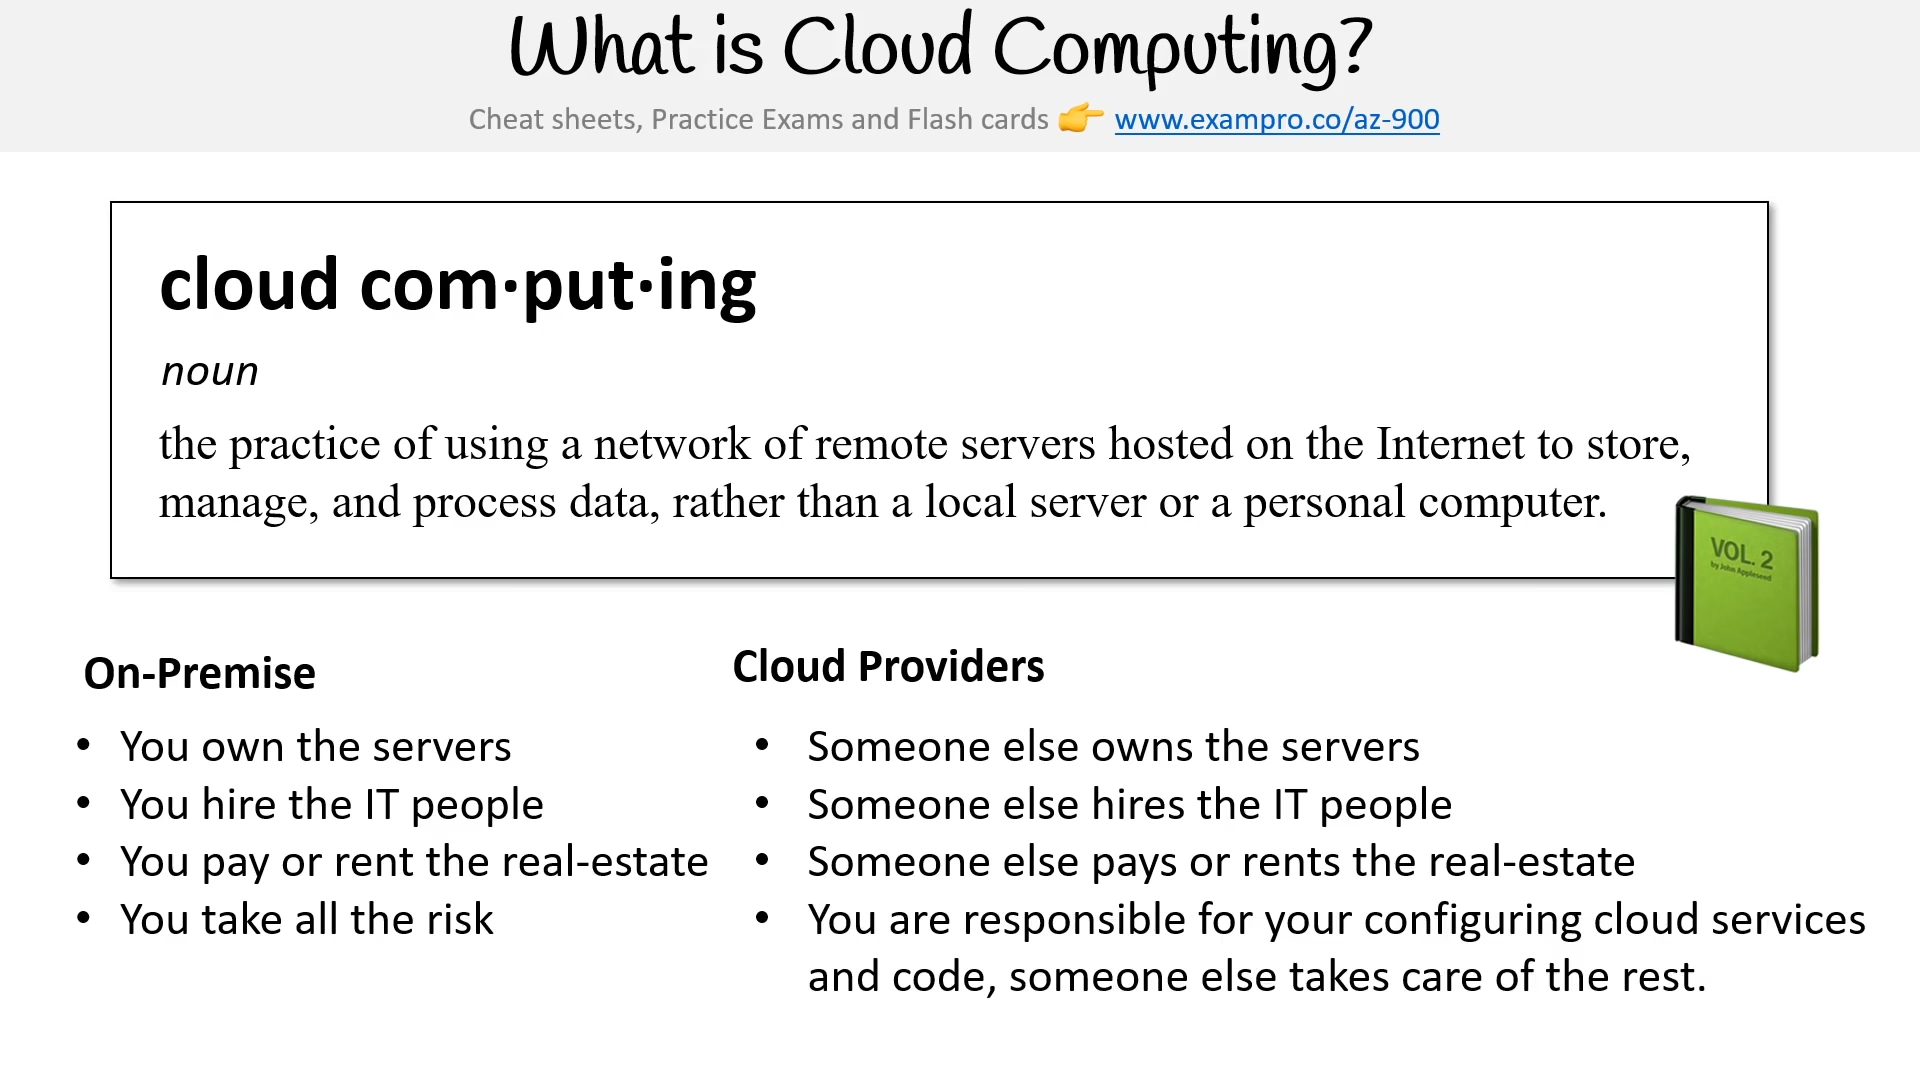 What is Cloud Computing?
Cheat sheets, Practice Exams and Flash cards 👉 www.exampro.co/az-900
cloud com·put·ing
noun
the practice of using a network of remote servers hosted on the Internet to store,
manage, and process data, rather than a local server or a personal computer.
VOL. 2
by John Appleseed
On-Premise
• You own the servers
• You hire the IT people
• You pay or rent the real-estate
• You take all the risk
Cloud Providers
• Someone else owns the servers
• Someone else hires the IT people
• Someone else pays or rents the real-estate
• You are responsible for your configuring cloud services
and code, someone else takes care of the rest.